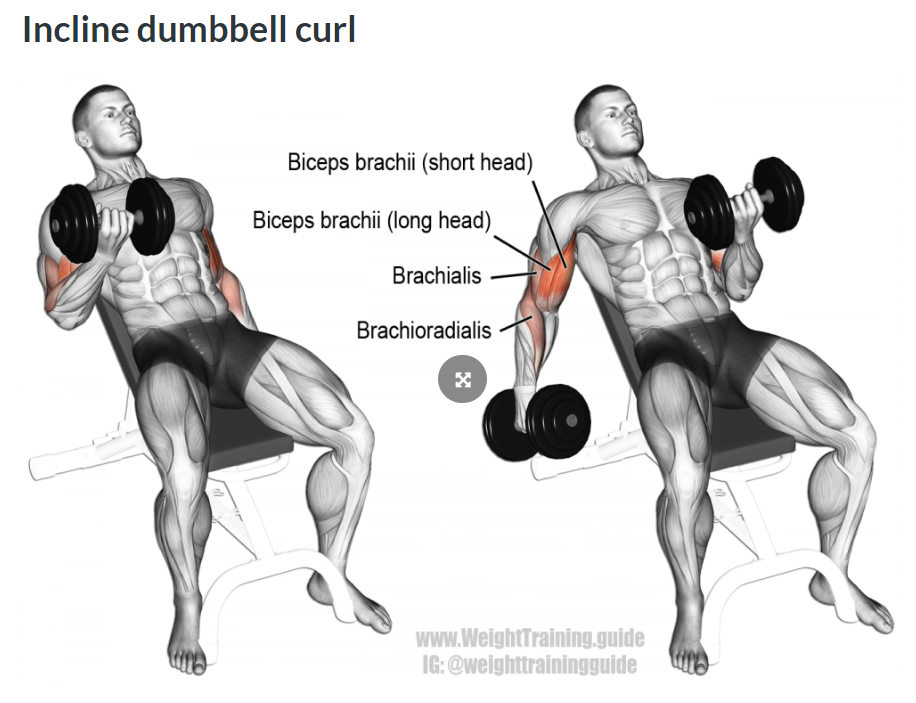 Incline dumbbell curl
Biceps brachii (short head)
Biceps brachii (long head)
Brachialis
Brachioradialis
www.WeightTraining.guide
IG: @weighttrainingguide